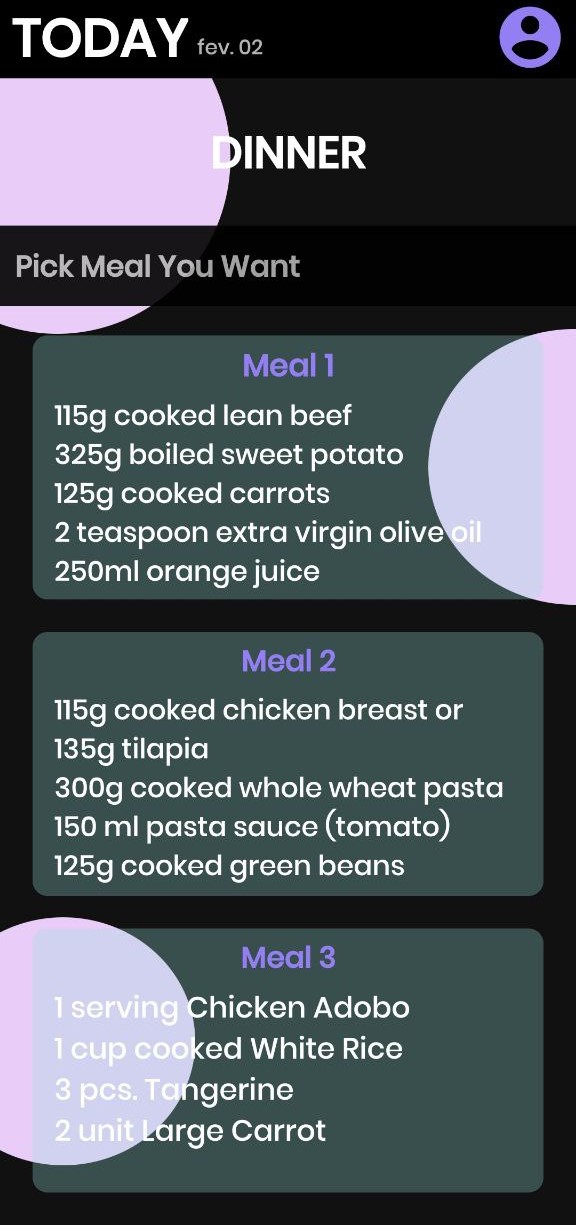 TODAY fev. 02
DINNER
Pick Meal You Want
Meal 1
115g cooked lean beef
325g boiled sweet potato
125g cooked carrots
2 teaspoon extra virgin olive oil
250ml orange juice
Meal 2
115g cooked chicken breast or
135g tilapia
300g cooked whole wheat pasta
150 ml pasta sauce (tomato)
125g cooked green beans
Meal 3
1 serving Chicken Adobo
1 cup cooked White Rice
3 pcs. Tangerine
2 unit Large Carrot